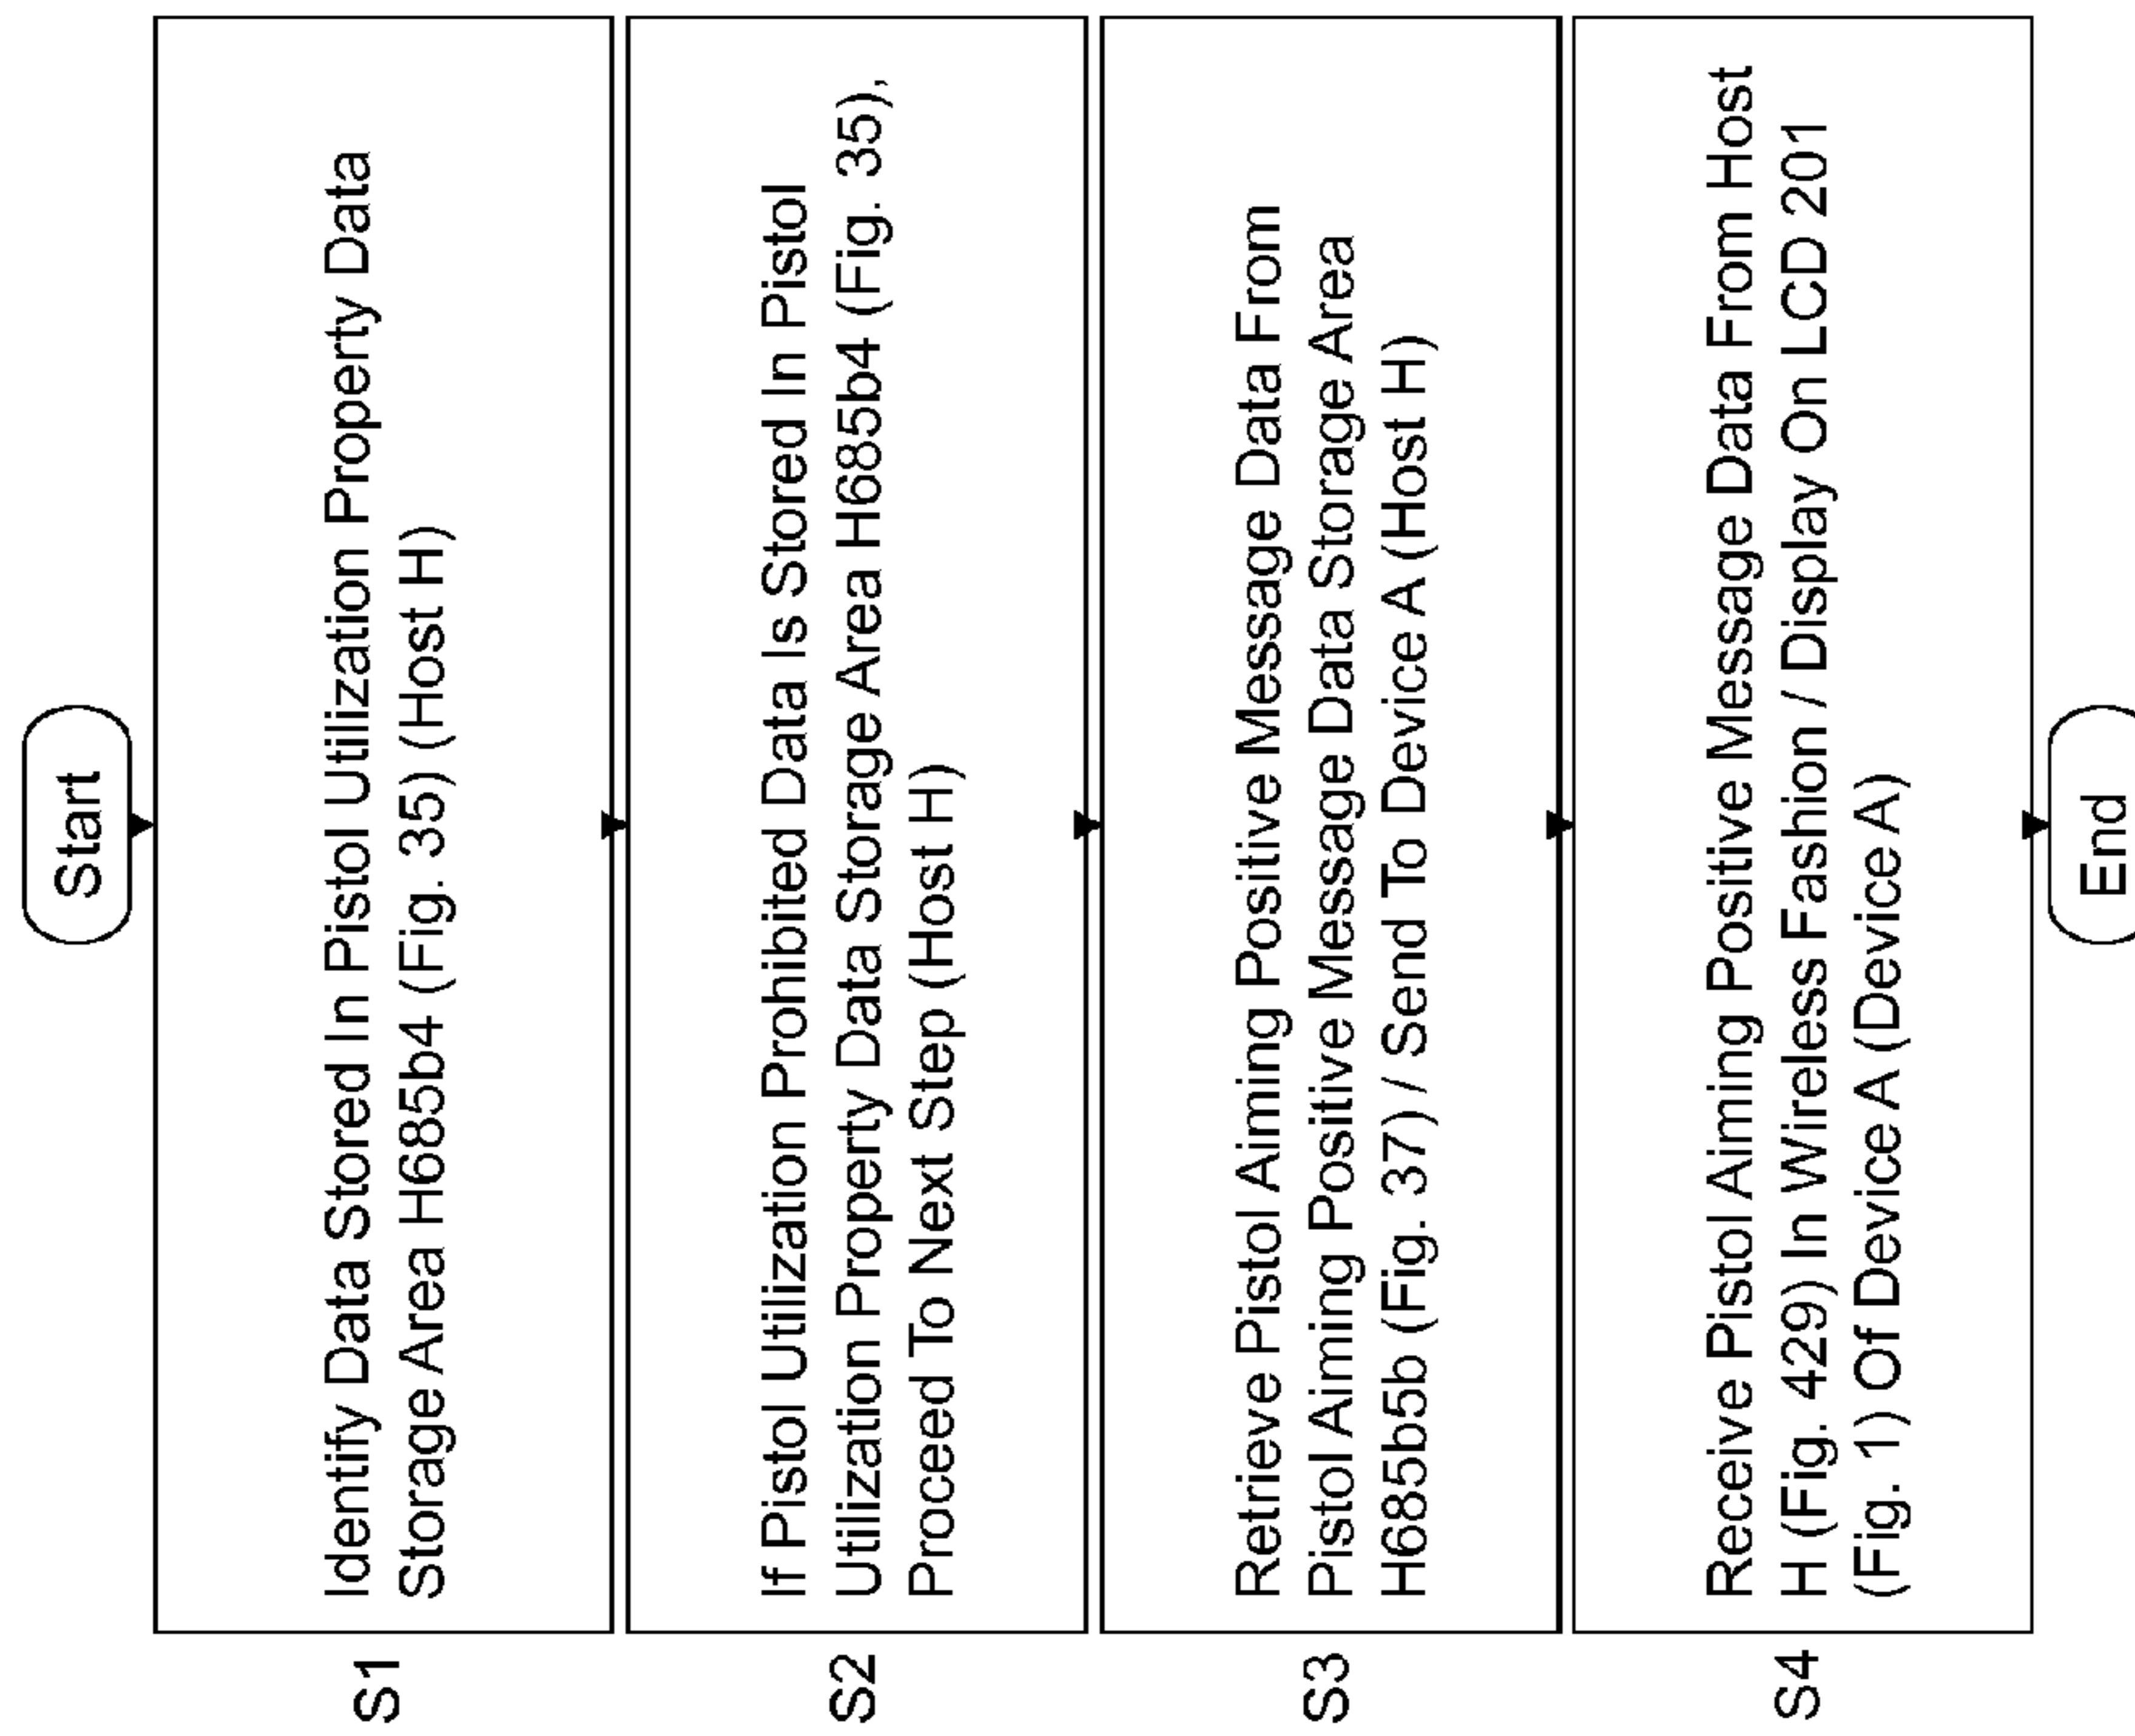 Start
S1
Identify Data Stored In Pistol Utilization Property Data
Storage Area H685b4 (Fig. 35) (Host H)
S2
If Pistol Utilization Prohibited Data Is Stored In Pistol
Utilization Property Data Storage Area H685b4 (Fig. 35),
Proceed To Next Step (Host H)
S3
Retrieve Pistol Aiming Positive Message Data From
Pistol Aiming Positive Message Data Storage Area
H685b5b (Fig. 37) / Send To Device A (Host H)
S4
Receive Pistol Aiming Positive Message Data From Host
H (Fig. 429) In Wireless Fashion / Display On LCD 201
(Fig. 1) Of Device A (Device A)
End